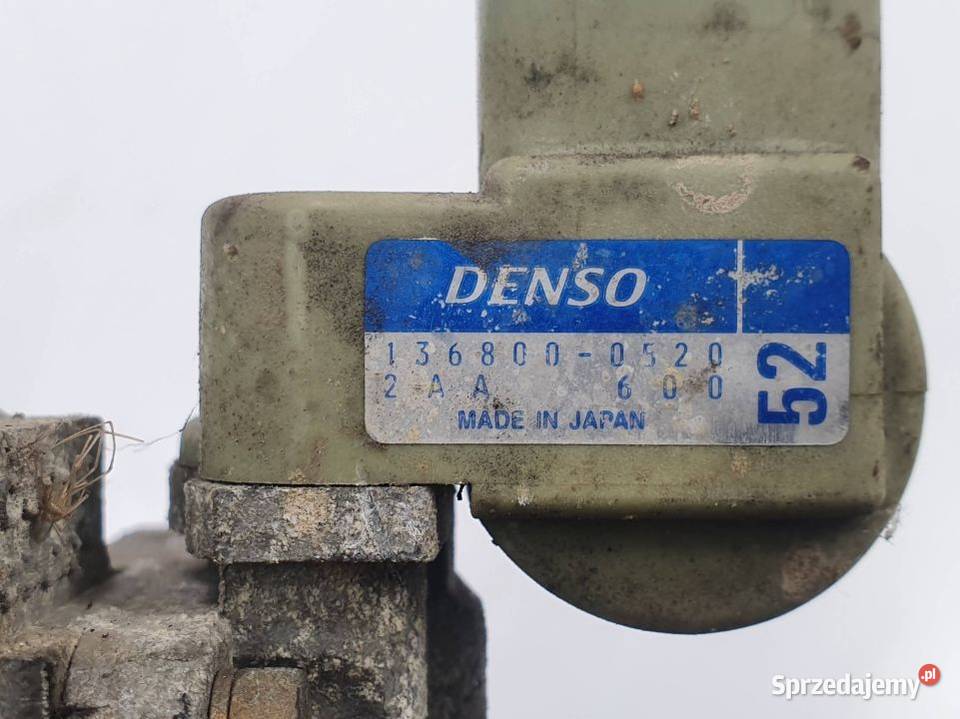 DENSO
136800-0520
2AA 600
MADE IN JAPAN
52
Sprzedajemy.pl